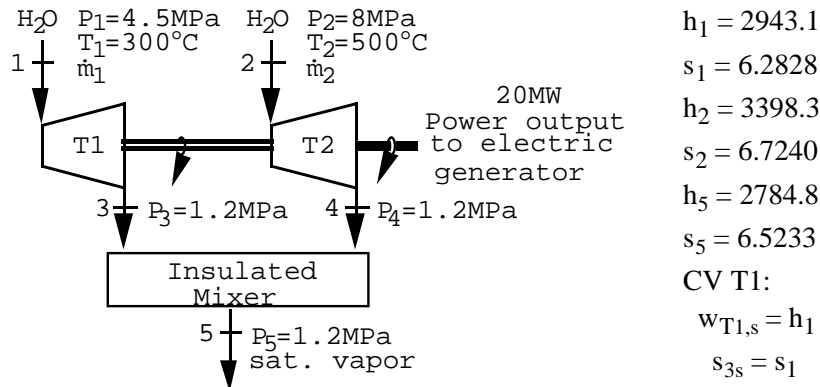 H₂O P₁=4.5MPa H₂O P₂=8MPa
T₁=300°C T₂=500°C
1 ṁ₁ 2 ṁ₂
20MW
Power output
to electric
generator
T1 T2
3 P₃=1.2MPa 4 P₄=1.2MPa
Insulated
Mixer
5 P₅=1.2MPa
sat. vapor
h₁ = 2943.1
s₁ = 6.2828
h₂ = 3398.3
s₂ = 6.7240
h₅ = 2784.8
s₅ = 6.5233
CV T1:
w_T1,s = h₁
s₃ₛ = s₁